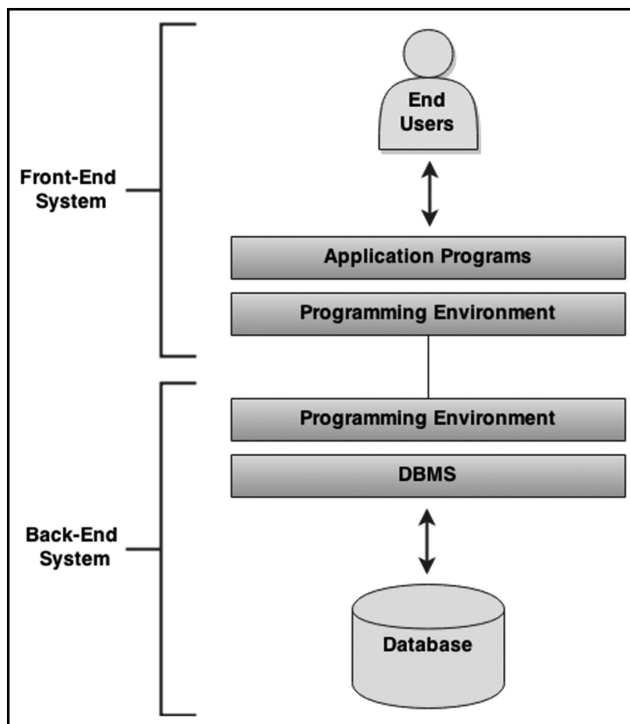 End
Users
Front-End
System
Application Programs
Programming Environment
Programming Environment
DBMS
Back-End
System
Database